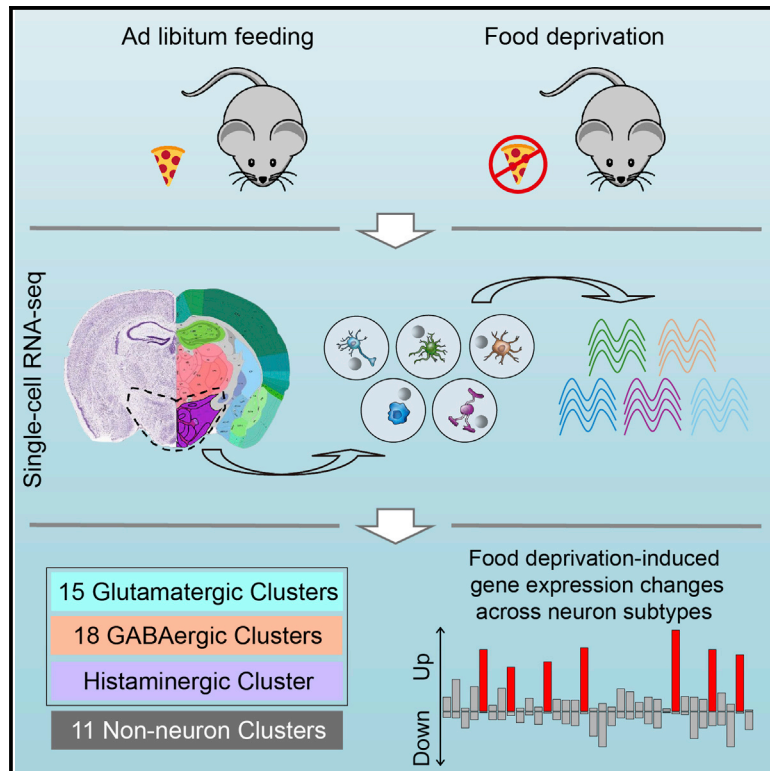 Ad libitum feeding
Food deprivation
Single-cell RNA-seq
15 Glutamatergic Clusters
18 GABAergic Clusters
Histaminergic Cluster
11 Non-neuron Clusters
Food deprivation-induced
gene expression changes
across neuron subtypes
Up
Down